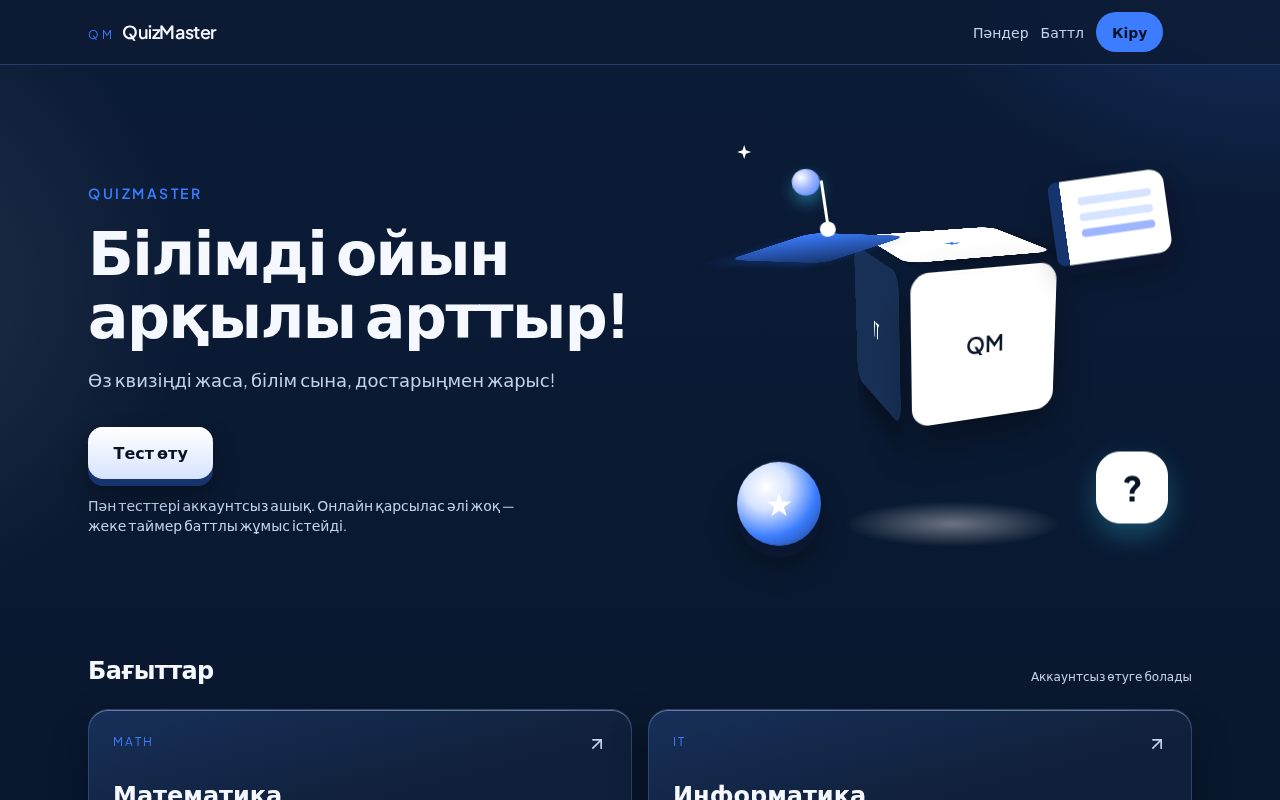 QM QuizMaster
Пәндер Баттл Кіру
QUIZMASTER
Білімді ойын
арқылы арттыр!
Өз квизіңді жаса, білім сына, достарыңмен жарыс!
Тест өту
Пән тесттері аккаунтсыз ашық. Онлайн қарсылас әлі жоқ —
жеке таймер баттлы жұмыс істейді.
QM
?
Бағыттар
Аккаунтсыз өтуге болады
MATH
Математика
IT
Информатика